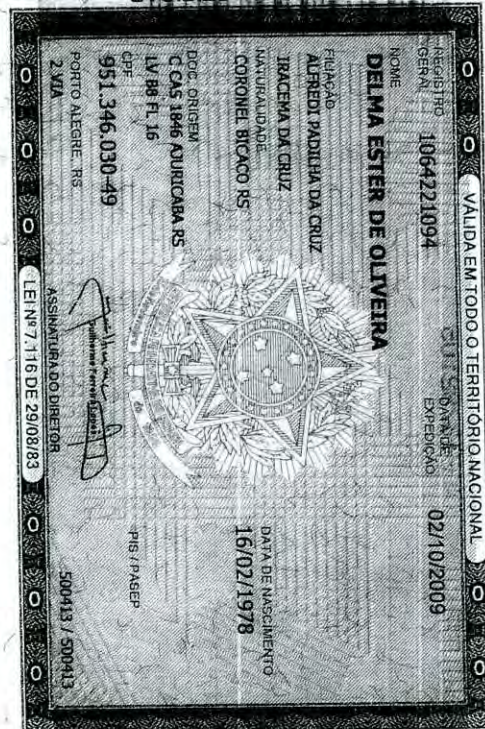 VÁLIDA EM TODO O TERRITÓRIO NACIONAL
REGISTRO GERAL 1064221094
DATA DE EXPEDIÇÃO 02/10/2009
NOME
DELMA ESTER DE OLIVEIRA
FILIAÇÃO
ALFREDI PADILHA DA CRUZ
IRACEMA DA CRUZ
NATURALIDADE
CORONEL BICACO RS
DATA DE NASCIMENTO
16/02/1978
DOC. ORIGEM
C CAS 1846 AJURICABA RS
LV B8 FL 16
CPF
951.346.030-49
PIS / PASEP
PORTO ALEGRE, RS
2 VIA
ASSINATURA DO DIRETOR
500413 / 500413
LEI Nº 7.116 DE 29/08/83